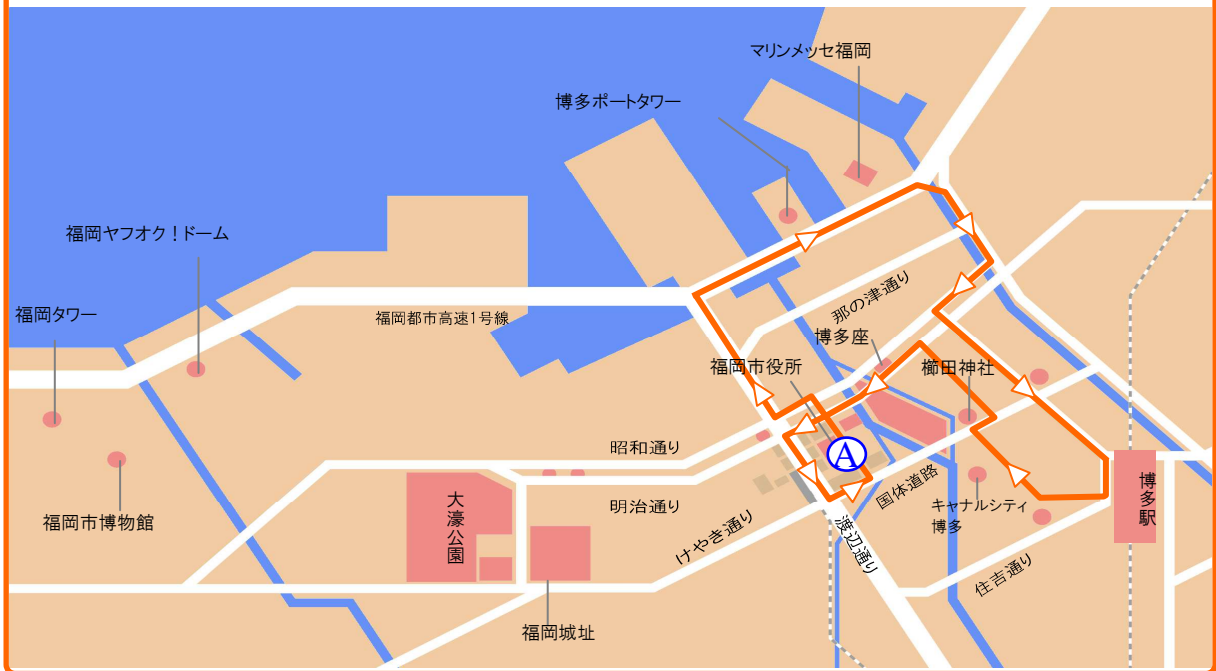 マリンメッセ福岡
博多ポートタワー
福岡ヤフオク！ドーム
福岡タワー
福岡都市高速1号線
那の津通り
博多座
福岡市役所
櫛田神社
昭和通り
A
国体道路
明治通り
キャナルシティ
博多
博多駅
大濠公園
福岡市博物館
けやき通り
渡辺通り
住吉通り
福岡城址